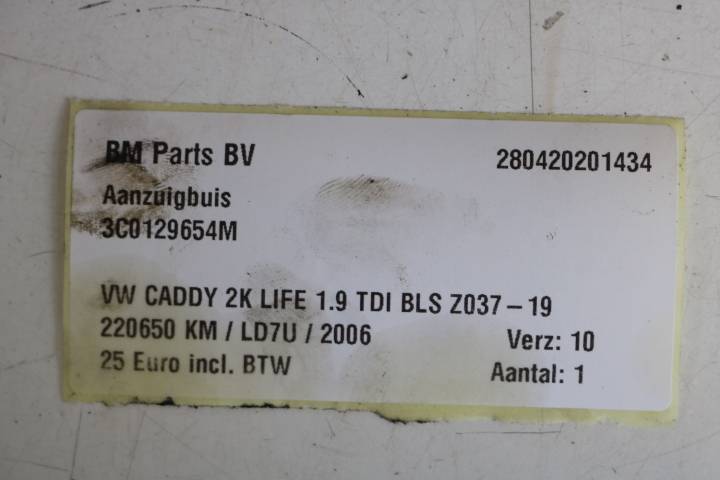 BM Parts BV 280420201434
Aanzuigbuis
3C0129654M
VW CADDY 2K LIFE 1.9 TDI BLS Z037-19
220650 KM / LD7U / 2006 Verz: 10
25 Euro incl. BTW Aantal: 1